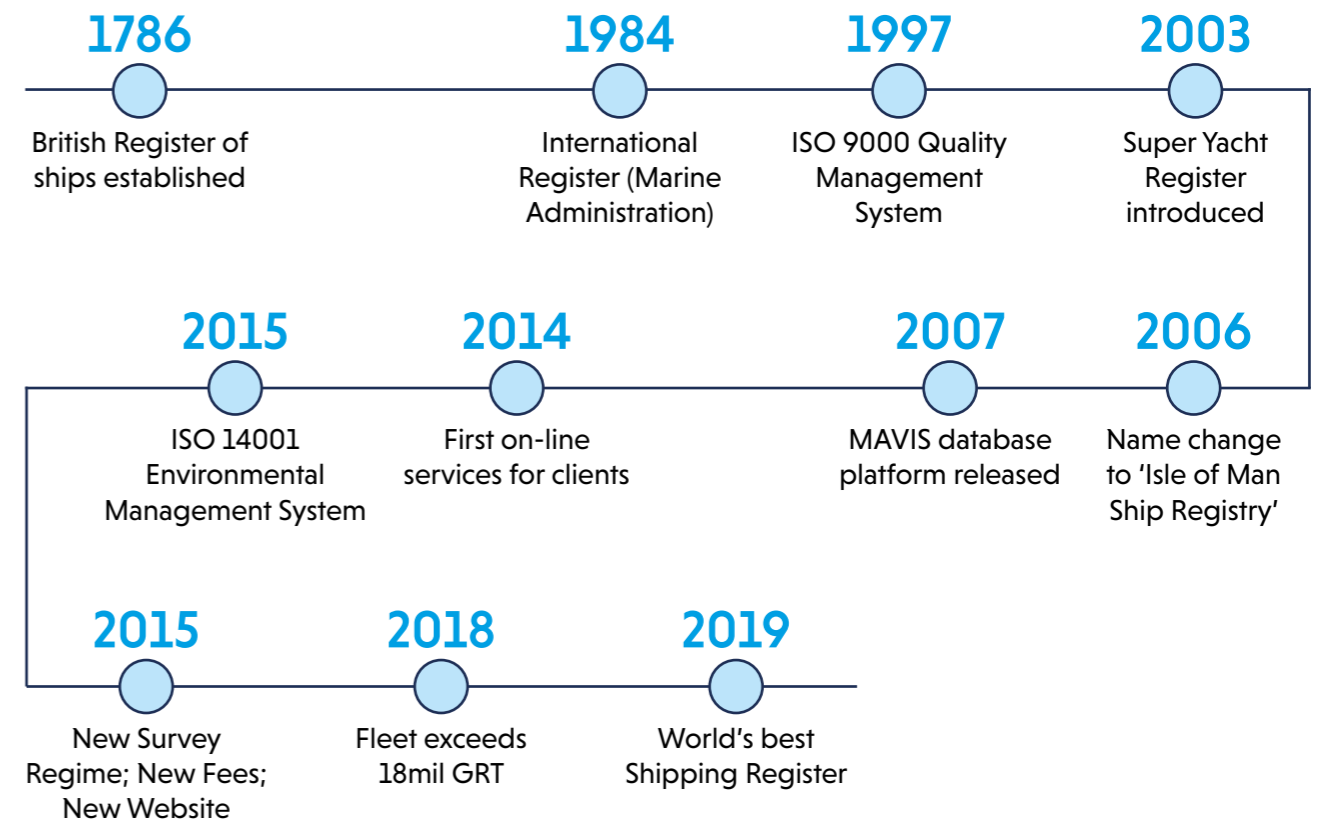 1786
British Register of
ships established
1984
International
Register (Marine
Administration)
1997
ISO 9000 Quality
Management
System
2003
Super Yacht
Register
introduced
2006
Name change
to ‘Isle of Man
Ship Registry’
2007
MAVIS database
platform released
2014
First on-line
services for clients
2015
ISO 14001
Environmental
Management System
2015
New Survey
Regime; New Fees;
New Website
2018
Fleet exceeds
18mil GRT
2019
World’s best
Shipping Register